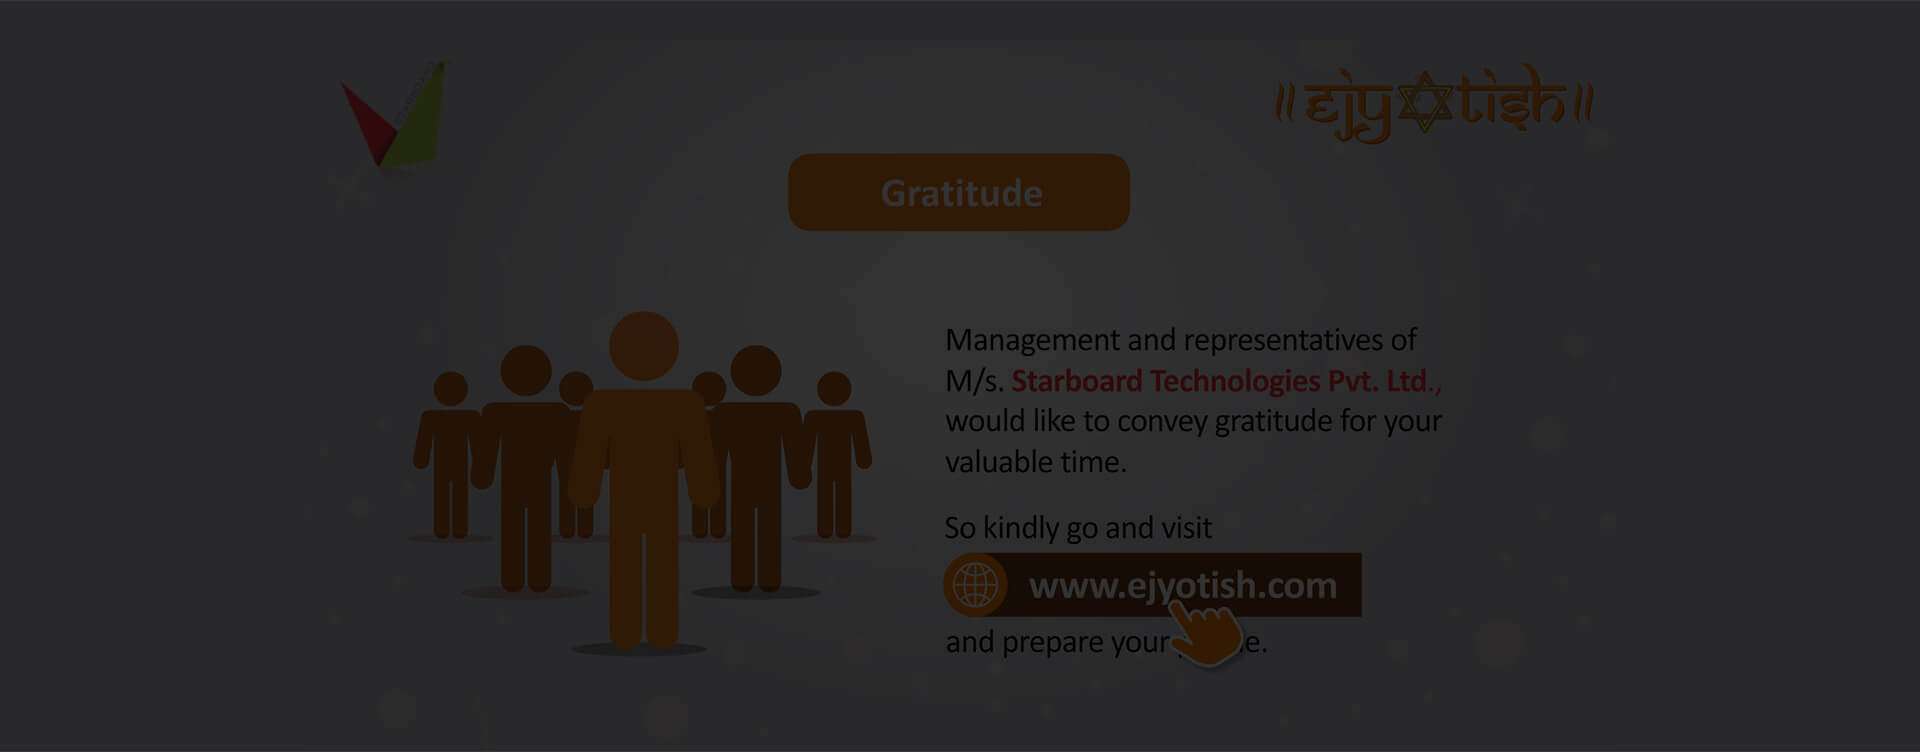 ॥ejyotish॥
Gratitude
Management and representatives of
M/s. Starboard Technologies Pvt. Ltd.,
would like to convey gratitude for your
valuable time.
So kindly go and visit
www.ejyotish.com
and prepare your